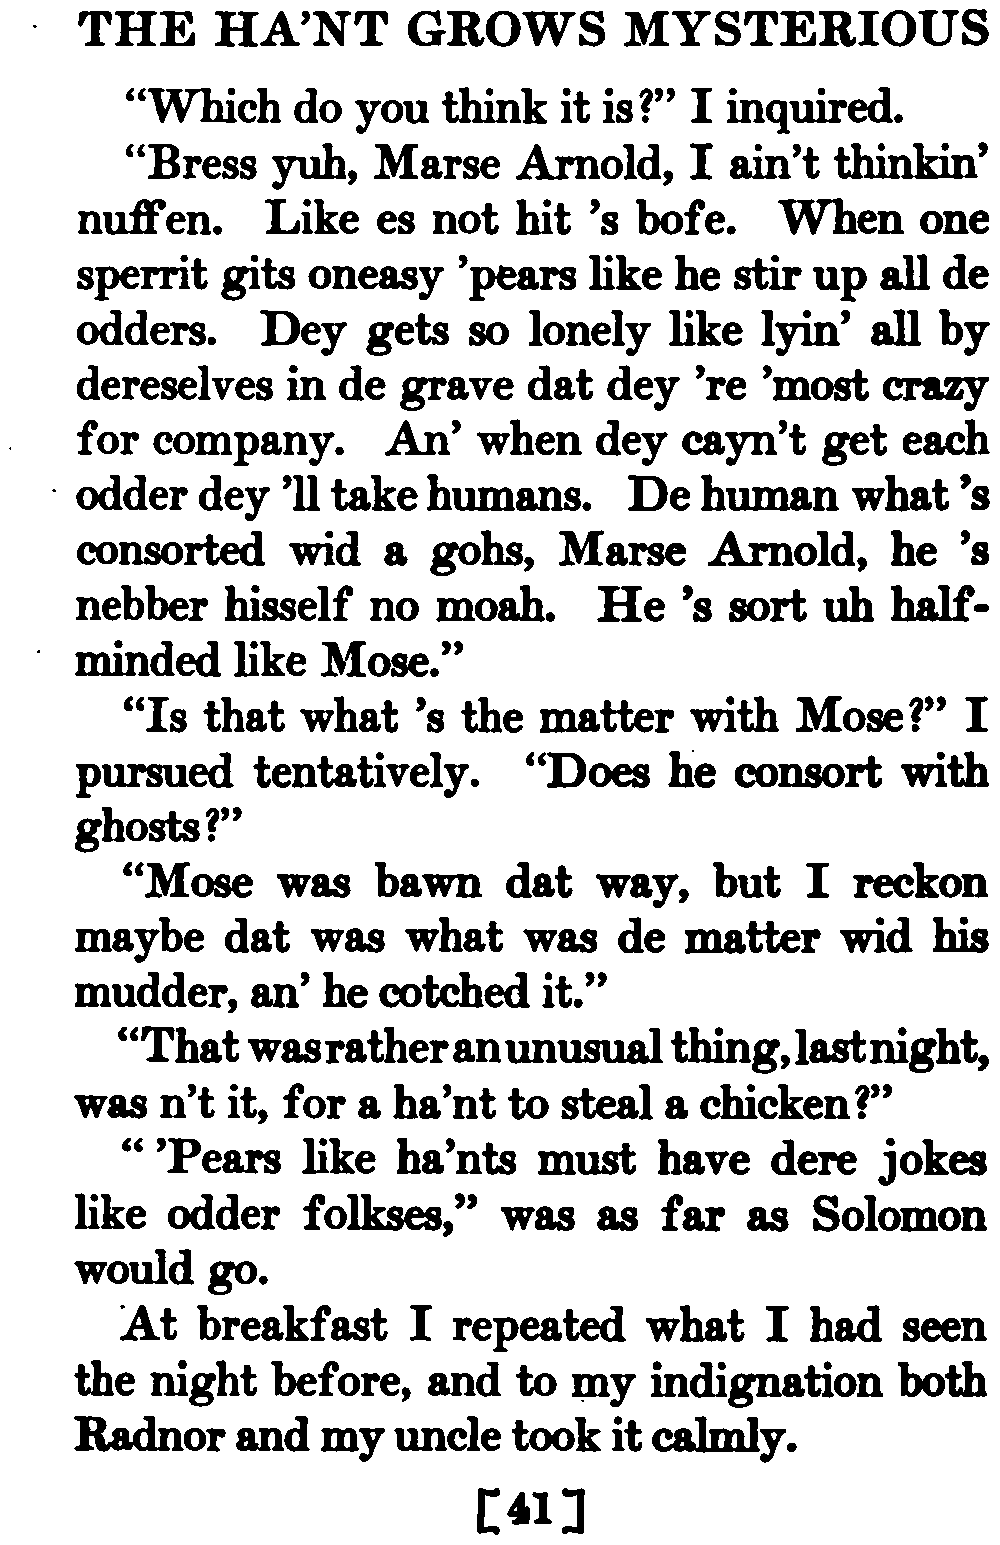 THE HA'NT GROWS MYSTERIOUS
“Which do you think it is?” I inquired.
“Bress yuh, Marse Arnold, I ain't thinkin'
nuffen. Like es not hit 's bofe. When one
sperrit gits oneasy 'pears like he stir up all de
odders. Dey gets so lonely like lyin' all by
dereselves in de grave dat dey 're 'most crazy
for company. An' when dey cayn't get each
odder dey 'll take humans. De human what 's
consorted wid a gohs, Marse Arnold, he 's
nebber hisself no moah. He 's sort uh half-
minded like Mose.”
“Is that what 's the matter with Mose?” I
pursued tentatively. “Does he consort with
ghosts?”
“Mose was bawn dat way, but I reckon
maybe dat was what was de matter wid his
mudder, an' he cotched it.”
“That was rather an unusual thing, last night,
was n't it, for a ha'nt to steal a chicken?”
“ 'Pears like ha'nts must have dere jokes
like odder folkses,” was as far as Solomon
would go.
At breakfast I repeated what I had seen
the night before, and to my indignation both
Radnor and my uncle took it calmly.
[41]